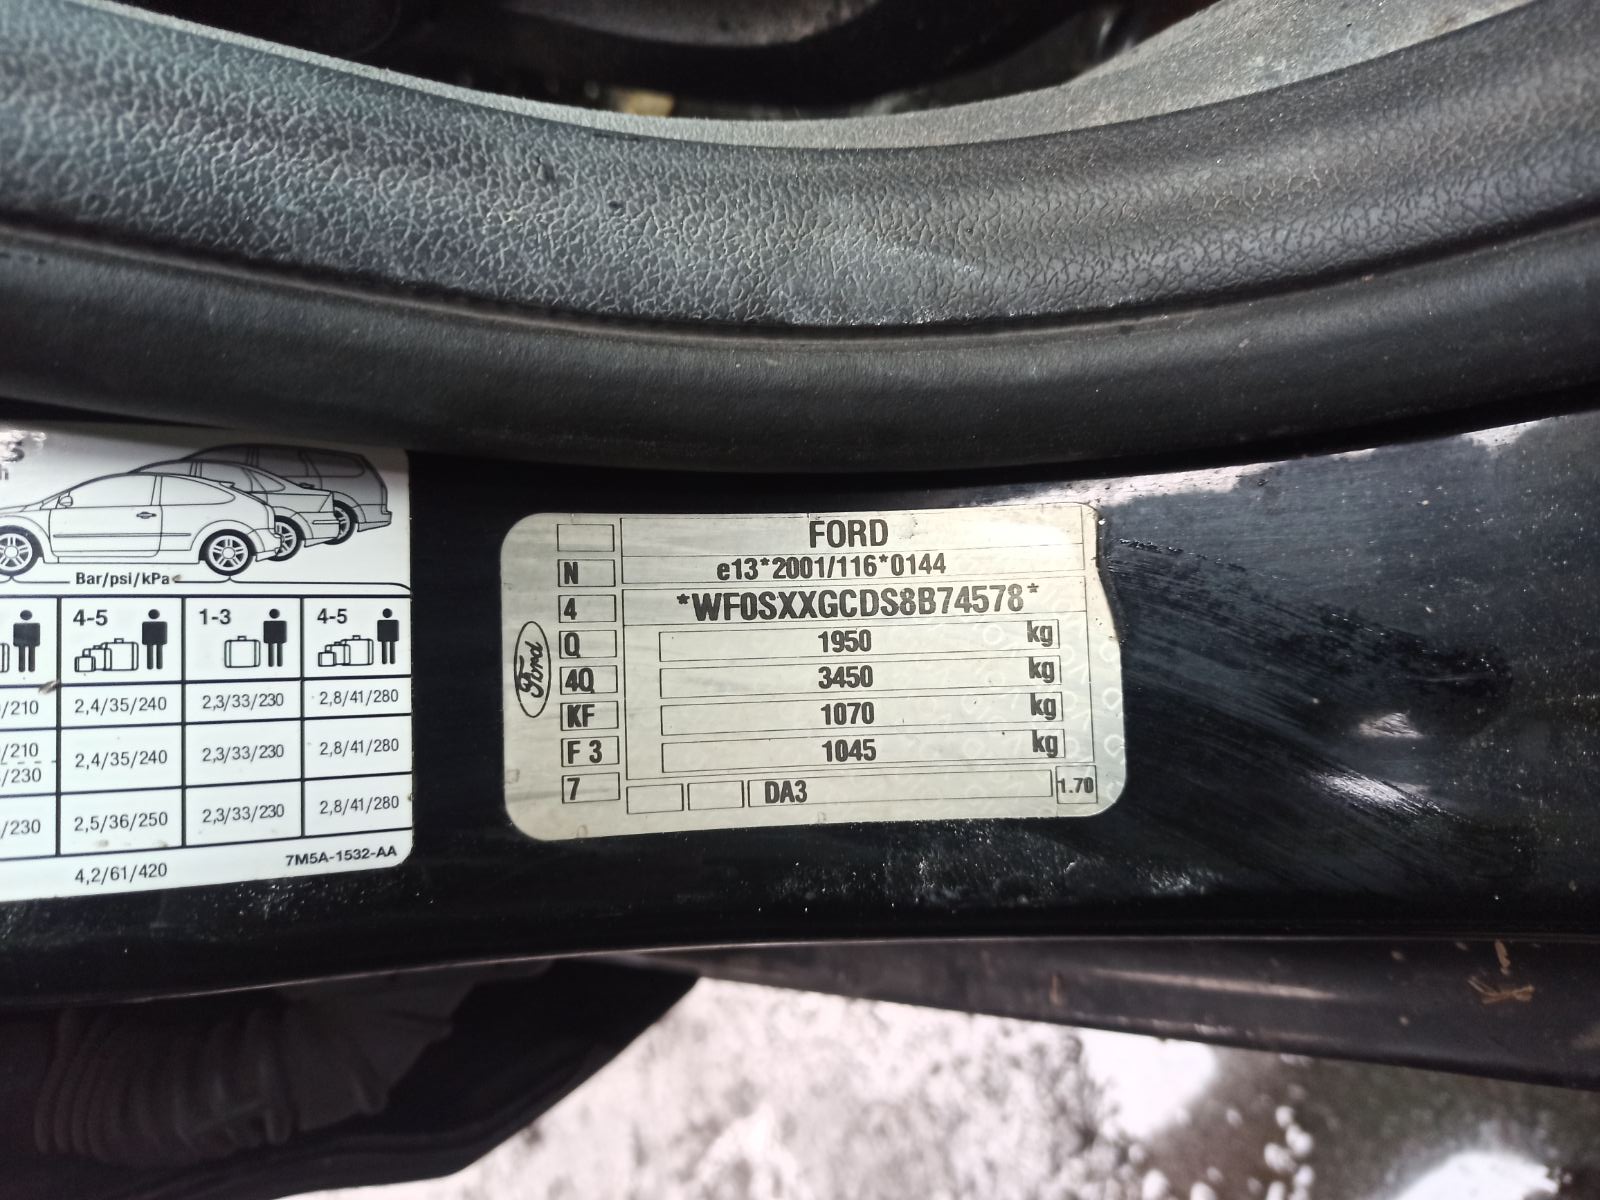 Bar/psi/kPa
4-5 1-3 4-5
/210 2,4/35/240 2,3/33/230 2,8/41/280
/210 2,4/35/240 2,3/33/230 2,8/41/280
/230
/230 2,5/36/250 2,3/33/230 2,8/41/280
4,2/61/420 7M5A-1532-AA
Ford
FORD
N e13*2001/116*0144
4 *WF0SXXGCDS8B74578*
Q 1950 kg
4Q 3450 kg
KF 1070 kg
F 3 1045 kg
7 DA3 1.70